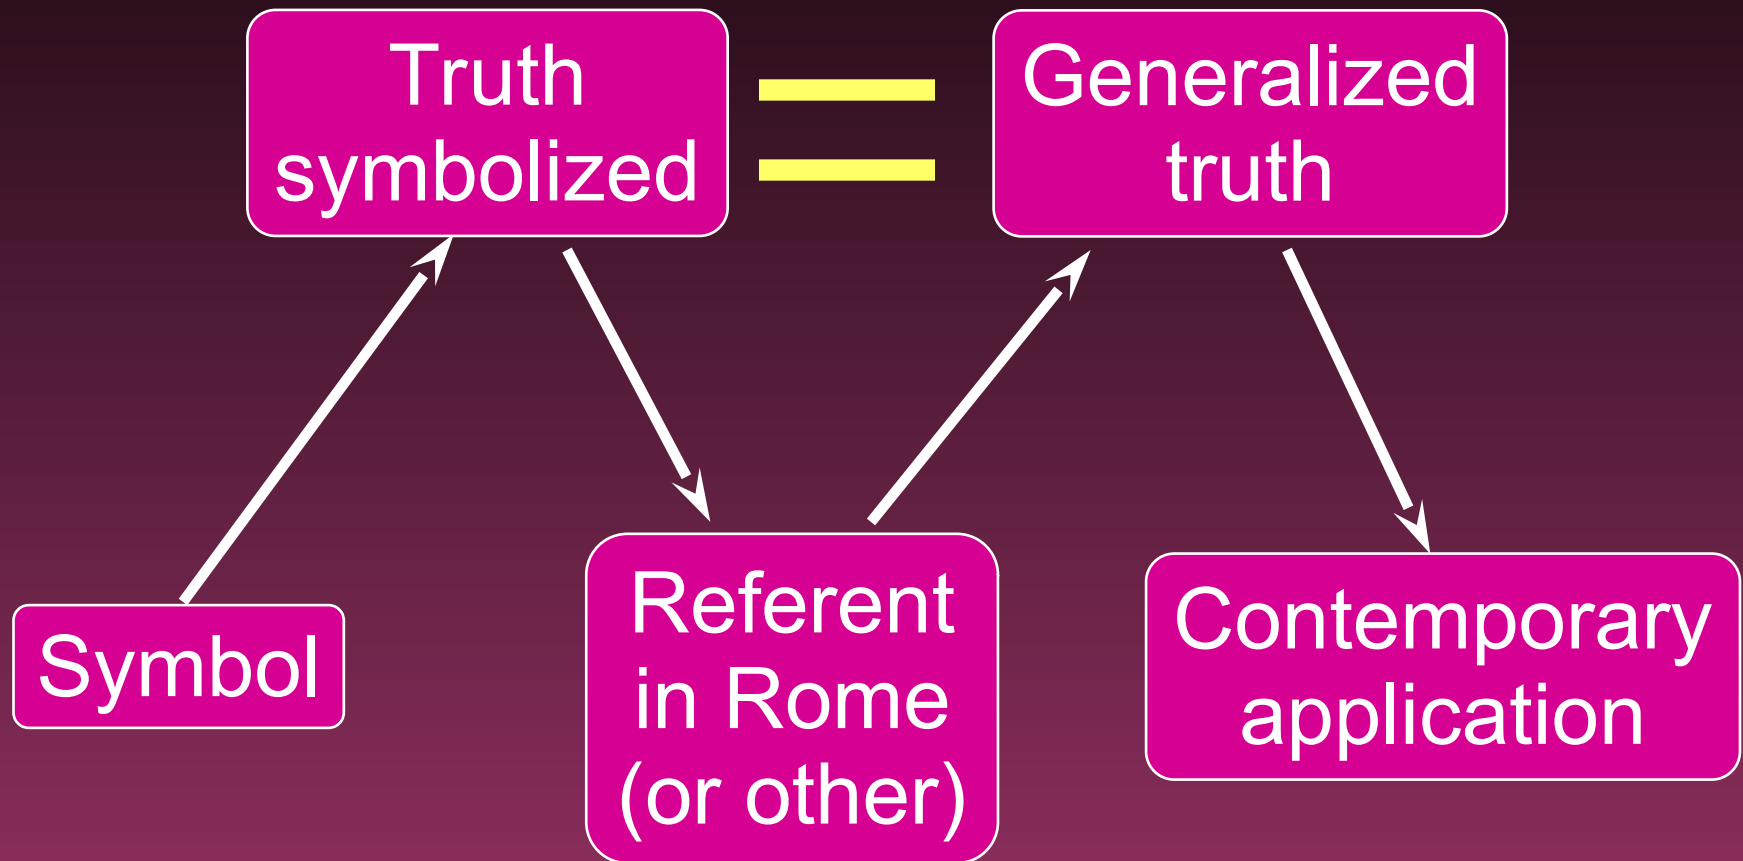 Truth
symbolized
Generalized
truth
Symbol
Referent
in Rome
(or other)
Contemporary
application